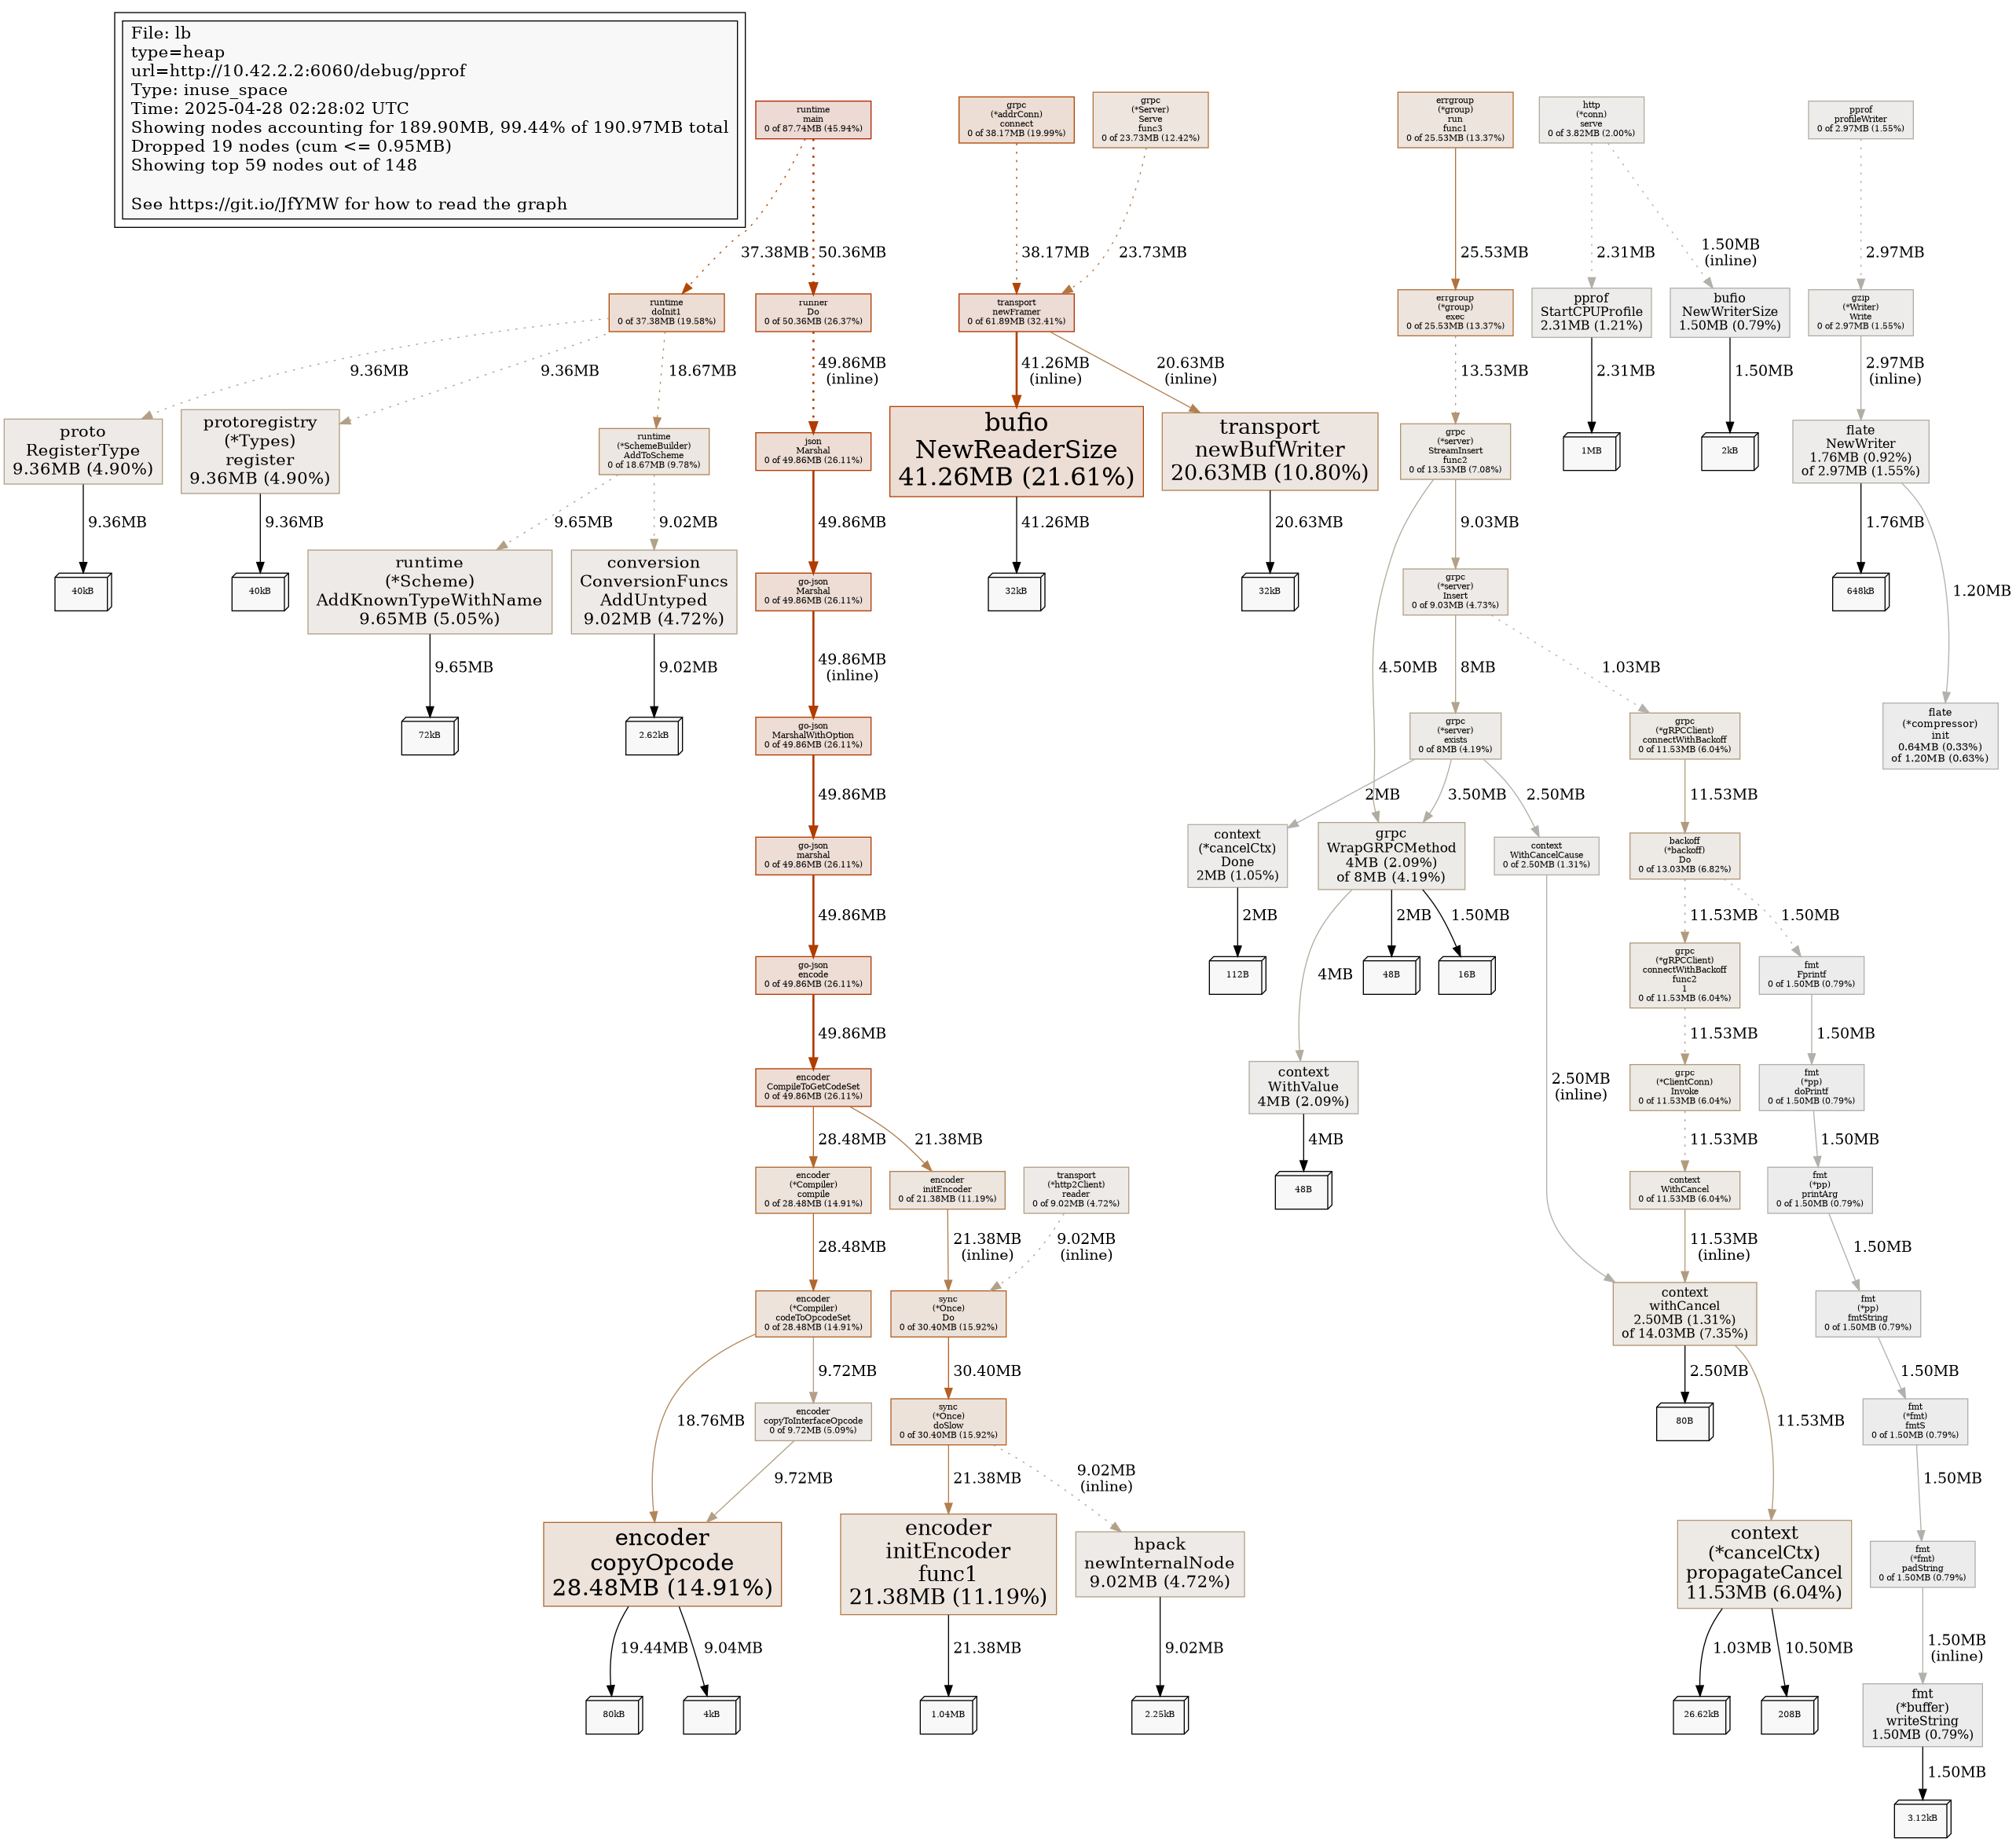 File: lb
type=heap
url=http://10.42.2.2:6060/debug/pprof
Type: inuse_space
Time: 2025-04-28 02:28:02 UTC
Showing nodes accounting for 189.90MB, 99.44% of 190.97MB total
Dropped 19 nodes (cum <= 0.95MB)
Showing top 59 nodes out of 148
See https://git.io/JfYMW for how to read the graph
runtime
main
0 of 87.74MB (45.94%)
grpc
(*addrConn)
connect
0 of 38.17MB (19.99%)
grpc
(*Server)
Serve
func3
0 of 23.73MB (12.42%)
errgroup
(*group)
run
func1
0 of 25.53MB (13.37%)
http
(*conn)
serve
0 of 3.82MB (2.00%)
pprof
profileWriter
0 of 2.97MB (1.55%)
37.38MB
50.36MB
38.17MB
23.73MB
25.53MB
2.31MB
1.50MB
(inline)
2.97MB
runtime
doInit1
0 of 37.38MB (19.58%)
runner
Do
0 of 50.36MB (26.37%)
transport
newFramer
0 of 61.89MB (32.41%)
errgroup
(*group)
exec
0 of 25.53MB (13.37%)
pprof
StartCPUProfile
2.31MB (1.21%)
bufio
NewWriterSize
1.50MB (0.79%)
gzip
(*Writer)
Write
0 of 2.97MB (1.55%)
9.36MB
9.36MB
18.67MB
49.86MB
(inline)
41.26MB
(inline)
20.63MB
(inline)
13.53MB
2.31MB
1.50MB
2.97MB
(inline)
proto
RegisterType
9.36MB (4.90%)
protoregistry
(*Types)
register
9.36MB (4.90%)
runtime
(*SchemeBuilder)
AddToScheme
0 of 18.67MB (9.78%)
json
Marshal
0 of 49.86MB (26.11%)
bufio
NewReaderSize
41.26MB (21.61%)
transport
newBufWriter
20.63MB (10.80%)
grpc
(*server)
StreamInsert
func2
0 of 13.53MB (7.08%)
1MB
2kB
flate
NewWriter
1.76MB (0.92%)
of 2.97MB (1.55%)
9.36MB
9.36MB
9.65MB
9.02MB
49.86MB
41.26MB
20.63MB
9.03MB
1.76MB
40kB
40kB
runtime
(*Scheme)
AddKnownTypeWithName
9.65MB (5.05%)
conversion
ConversionFuncs
AddUntyped
9.02MB (4.72%)
go-json
Marshal
0 of 49.86MB (26.11%)
32kB
32kB
grpc
(*server)
Insert
0 of 9.03MB (4.73%)
648kB
1.20MB
9.65MB
9.02MB
49.86MB
(inline)
4.50MB
8MB
1.03MB
72kB
2.62kB
go-json
MarshalWithOption
0 of 49.86MB (26.11%)
grpc
(*server)
exists
0 of 8MB (4.19%)
grpc
(*gRPCClient)
connectWithBackoff
0 of 11.53MB (6.04%)
flate
(*compressor)
init
0.64MB (0.33%)
of 1.20MB (0.63%)
49.86MB
2MB
3.50MB
2.50MB
11.53MB
go-json
marshal
0 of 49.86MB (26.11%)
context
(*cancelCtx)
Done
2MB (1.05%)
grpc
WrapGRPCMethod
4MB (2.09%)
of 8MB (4.19%)
context
WithCancelCause
0 of 2.50MB (1.31%)
backoff
(*backoff)
Do
0 of 13.03MB (6.82%)
49.86MB
2MB
2MB
1.50MB
11.53MB
1.50MB
go-json
encode
0 of 49.86MB (26.11%)
112B
4MB
48B
16B
grpc
(*gRPCClient)
connectWithBackoff
func2
1
0 of 11.53MB (6.04%)
fmt
Fprintf
0 of 1.50MB (0.79%)
49.86MB
11.53MB
1.50MB
encoder
CompileToGetCodeSet
0 of 49.86MB (26.11%)
context
WithValue
4MB (2.09%)
2.50MB
(inline)
grpc
(*ClientConn)
Invoke
0 of 11.53MB (6.04%)
fmt
(*pp)
doPrintf
0 of 1.50MB (0.79%)
28.48MB
21.38MB
4MB
11.53MB
1.50MB
encoder
(*Compiler)
compile
0 of 28.48MB (14.91%)
encoder
initEncoder
0 of 21.38MB (11.19%)
transport
(*http2Client)
reader
0 of 9.02MB (4.72%)
48B
context
WithCancel
0 of 11.53MB (6.04%)
fmt
(*pp)
printArg
0 of 1.50MB (0.79%)
28.48MB
21.38MB
(inline)
9.02MB
(inline)
11.53MB
(inline)
1.50MB
encoder
(*Compiler)
codeToOpcodeSet
0 of 28.48MB (14.91%)
sync
(*Once)
Do
0 of 30.40MB (15.92%)
context
withCancel
2.50MB (1.31%)
of 14.03MB (7.35%)
fmt
(*pp)
fmtString
0 of 1.50MB (0.79%)
9.72MB
30.40MB
2.50MB
1.50MB
18.76MB
encoder
copyToInterfaceOpcode
0 of 9.72MB (5.09%)
sync
(*Once)
doSlow
0 of 30.40MB (15.92%)
80B
11.53MB
fmt
(*fmt)
fmtS
0 of 1.50MB (0.79%)
9.72MB
21.38MB
9.02MB
(inline)
1.50MB
encoder
copyOpcode
28.48MB (14.91%)
encoder
initEncoder
func1
21.38MB (11.19%)
hpack
newInternalNode
9.02MB (4.72%)
context
(*cancelCtx)
propagateCancel
11.53MB (6.04%)
fmt
(*fmt)
padString
0 of 1.50MB (0.79%)
19.44MB
9.04MB
21.38MB
9.02MB
1.03MB
10.50MB
1.50MB
(inline)
80kB
4kB
1.04MB
2.25kB
26.62kB
208B
fmt
(*buffer)
writeString
1.50MB (0.79%)
1.50MB
3.12kB